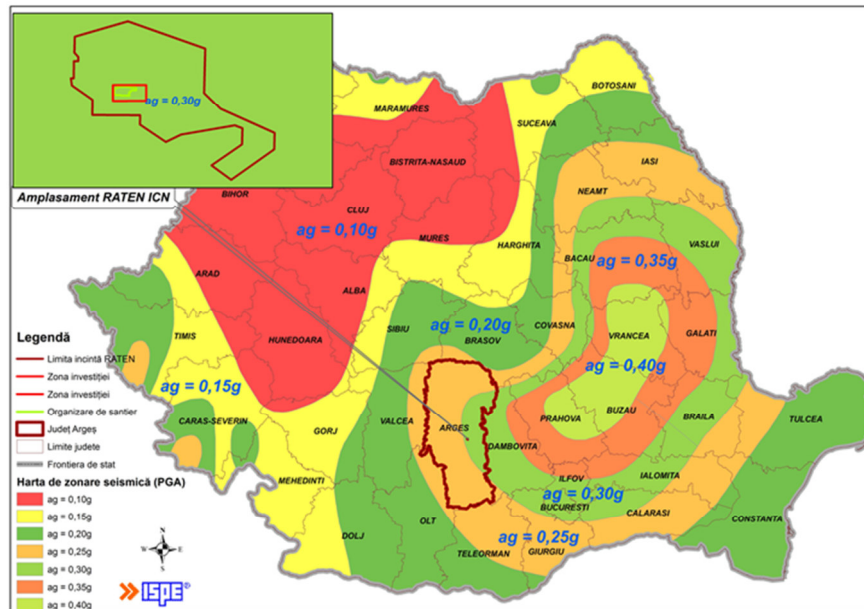 ag = 0,30g
Amplasament RATEN ICN
MARAMURES
BOTOSANI
SUCEAVA
BISTRITA-NASAUD
IASI
BIHOR
NEAMT
CLUJ
ag = 0,10g
MURES
HARGHITA
BACAU
VASLUI
ag = 0,35g
ARAD
ALBA
TIMIS
HUNEDOARA
SIBIU
ag = 0,20g
BRASOV
COVASNA
VRANCEA
GALATI
ag = 0,40g
ag = 0,15g
CARAS-SEVERIN
GORJ
VALCEA
ARGES
PRAHOVA
BUZAU
BRAILA
TULCEA
DAMBOVITA
MEHEDINTI
ILFOV
IALOMITA
ag = 0,30g
BUCURESTI
CALARASI
CONSTANTA
DOLJ
OLT
ag = 0,25g
TELEORMAN
GIURGIU
Legendă
Limita incintă RATEN
Zona investiției
Zona investiției
Organizare de santier
Județ Argeș
Limite judete
Frontiera de stat
Harta de zonare seismică (PGA)
ag = 0,10g
ag = 0,15g
ag = 0,20g
ag = 0,25g
ag = 0,30g
ag = 0,35g
ag = 0,40g
N
W E
S
ISPE®